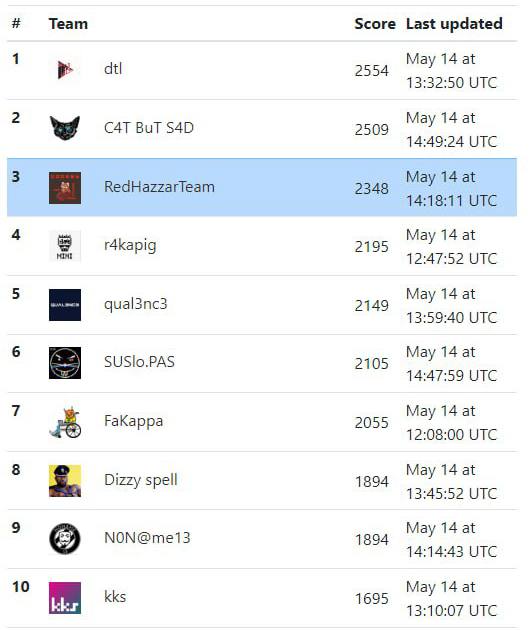 # Team Score Last updated
1 dtl 2554 May 14 at
13:32:50 UTC
2 C4T BuT S4D 2509 May 14 at
14:49:24 UTC
3 RedHazzarTeam 2348 May 14 at
14:18:11 UTC
4 MINI r4kapig 2195 May 14 at
12:47:52 UTC
5 QUAL3NC3 qual3nc3 2149 May 14 at
13:59:40 UTC
6 SUSlo.PAS 2105 May 14 at
14:47:59 UTC
7 FaKappa 2055 May 14 at
12:08:00 UTC
8 Dizzy spell 1894 May 14 at
13:45:52 UTC
9 N0N@me13 1894 May 14 at
14:14:43 UTC
10 kks kks 1695 May 14 at
13:10:07 UTC